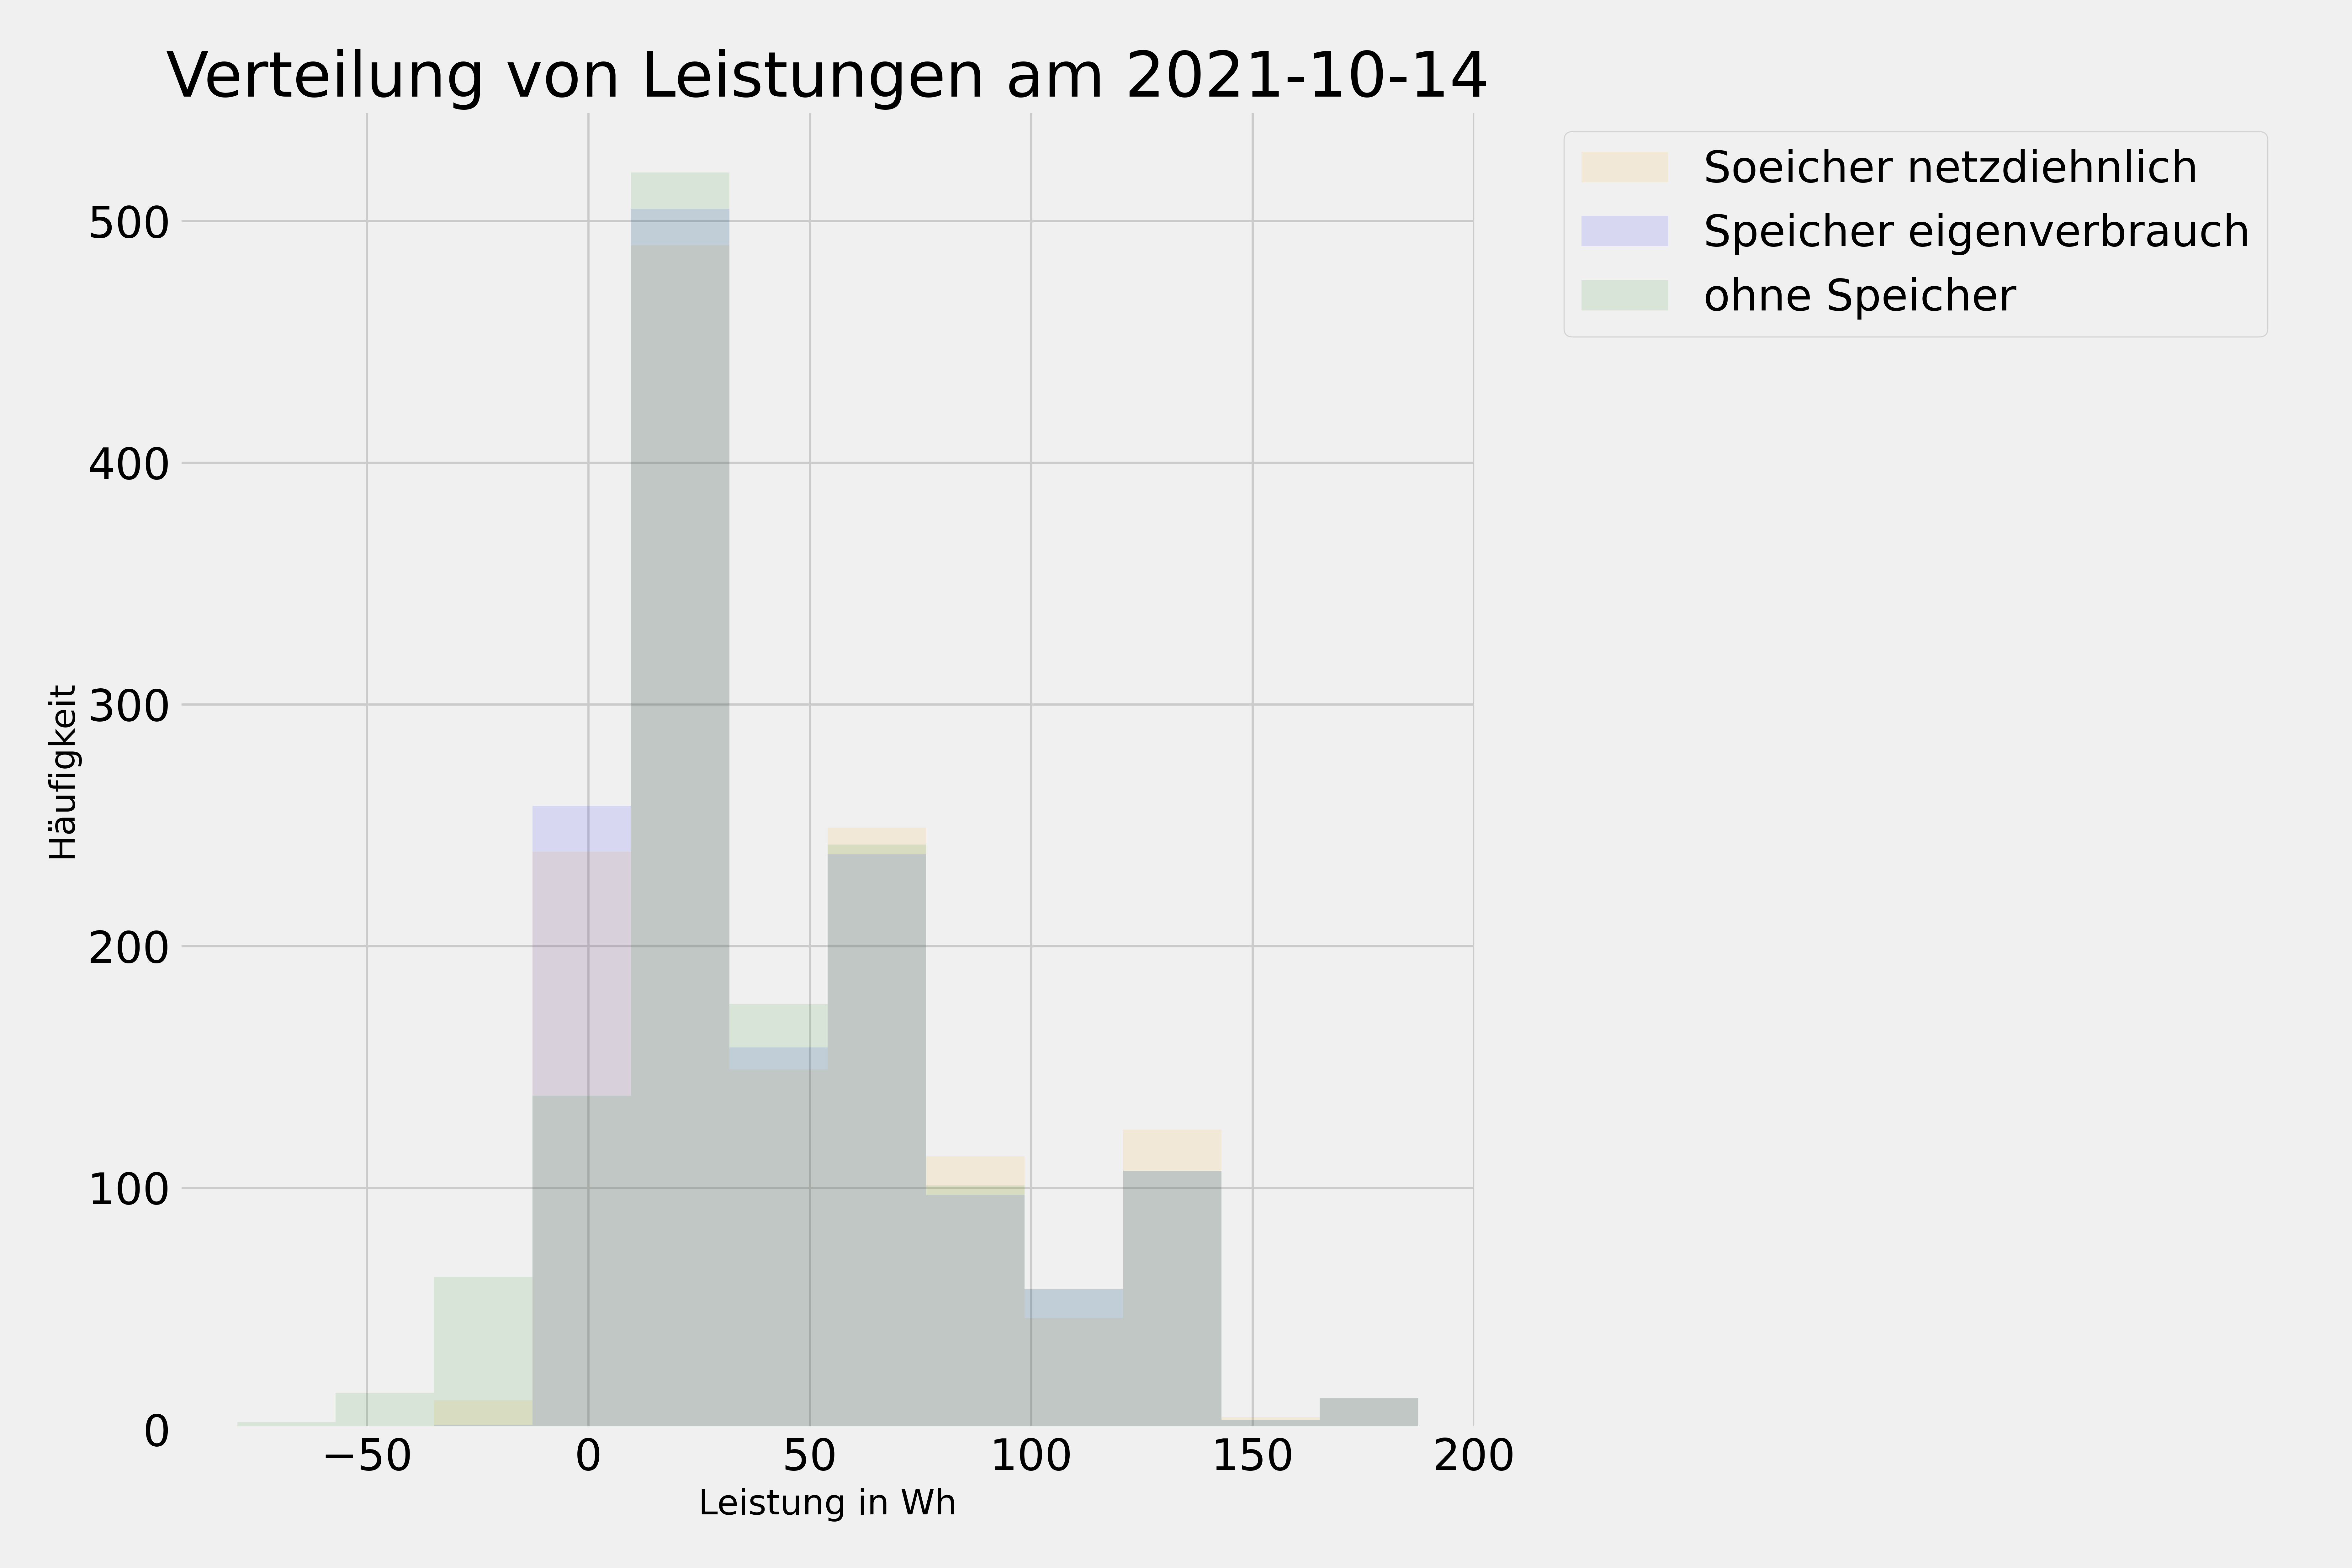 Verteilung von Leistungen am 2021-10-14
Soeicher netzdiehnlich
Speicher eigenverbrauch
ohne Speicher
500
400
300
200
100
0
Häufigkeit
−50 0 50 100 150 200
Leistung in Wh